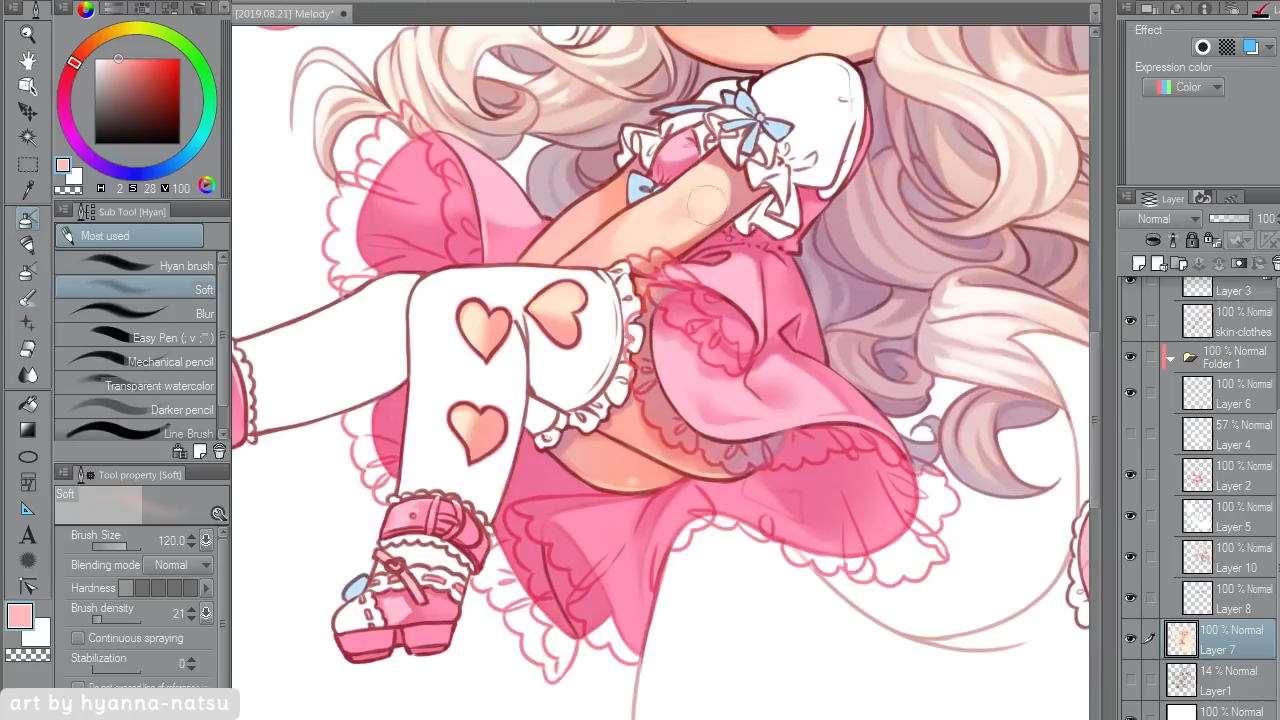 [2019.08.21] Melody*
Effect
Expression color
Color
H 2 S 28 V 100
Sub Tool [Hyan]
Most used
Hyan brush
Soft
Blur
Easy Pen (; v ;"")
Mechanical pencil
Transparent watercolor
Darker pencil
Line Brush
Tool property [Soft]
Soft
Brush Size 120.0
Blending mode Normal
Hardness
Brush density 21
Continuous spraying
Stabilization 0
Layer
Normal 100
Layer 3
100 % Normal
skin-clothes
100 % Normal
Folder 1
100 % Normal
Layer 6
57 % Normal
Layer 4
100 % Normal
Layer 2
100 % Normal
Layer 5
100 % Normal
Layer 10
100 % Normal
Layer 8
100 % Normal
Layer 7
14 % Normal
Layer1
100 % Normal
art by hyanna-natsu